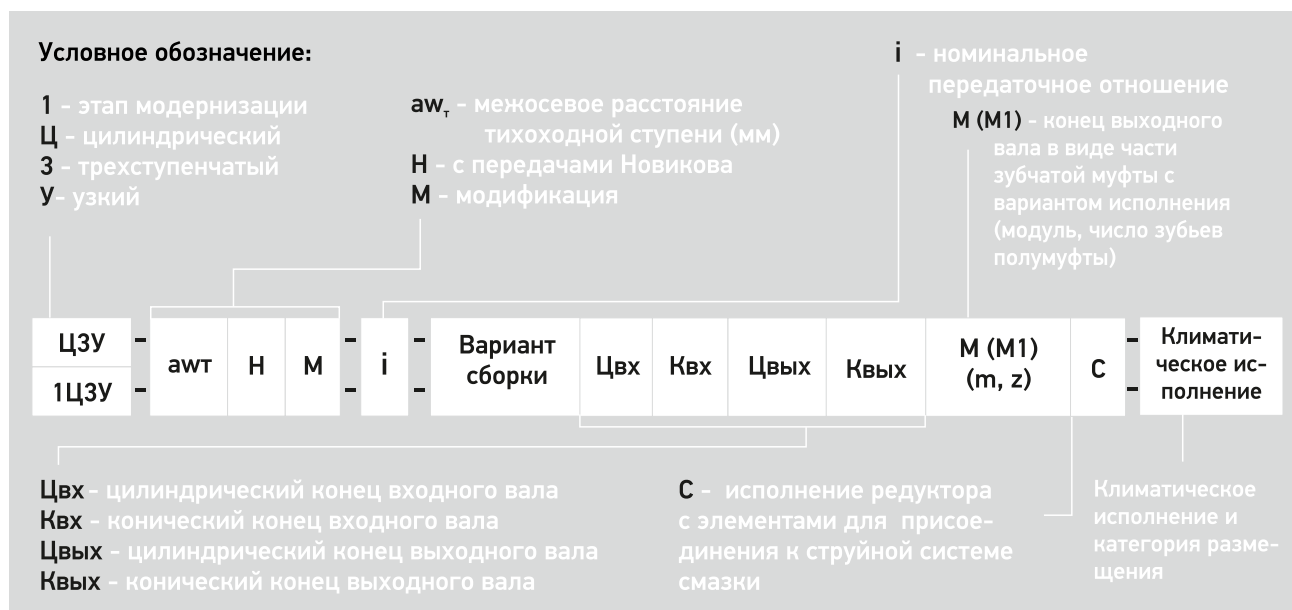 Условное обозначение:
1 - этап модернизации
Ц - цилиндрический
3 - трехступенчатый
У- узкий
awт - межосевое расстояние
тихоходной ступени (мм)
Н - с передачами Новикова
М - модификация
i - номинальное
передаточное отношение
М (М1) - конец выходного
вала в виде части
зубчатой муфты с
вариантом исполнения
(модуль, число зубьев
полумуфты)
Ц3У
1Ц3У
-
-
awт
Н
М
-
-
i
-
-
Вариант
сборки
Цвх
Квх
Цвых
Квых
М (М1)
(m, z)
С
-
-
Климати-
ческое ис-
полнение
Цвх - цилиндрический конец входного вала
Квх - конический конец входного вала
Цвых - цилиндрический конец выходного вала
Квых - конический конец выходного вала
С - исполнение редуктора
с элементами для присое-
динения к струйной системе
смазки
Климатическое
исполнение и
категория разме-
щения